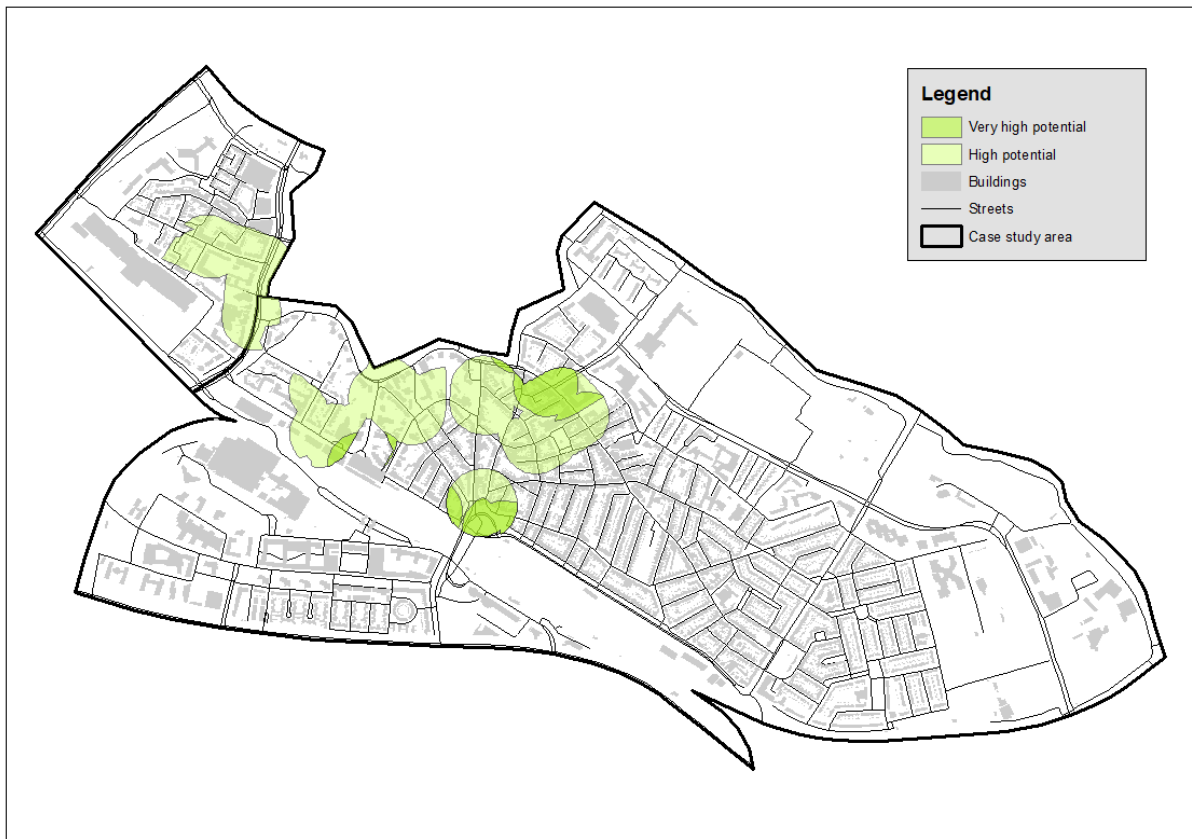 Legend
Very high potential
High potential
Buildings
Streets
Case study area